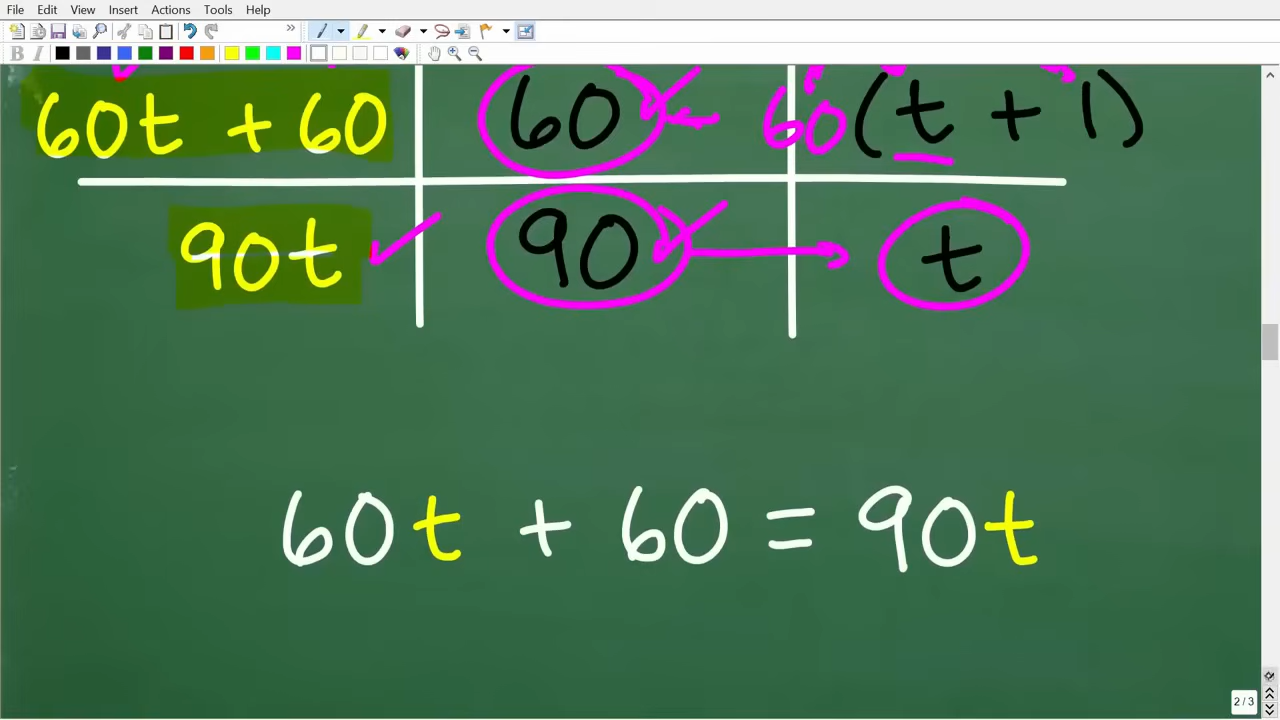 File Edit View Insert Actions Tools Help
B I
60t + 60 60 60(t + 1)
90t 90 t
60t + 60 = 90t
2 / 3